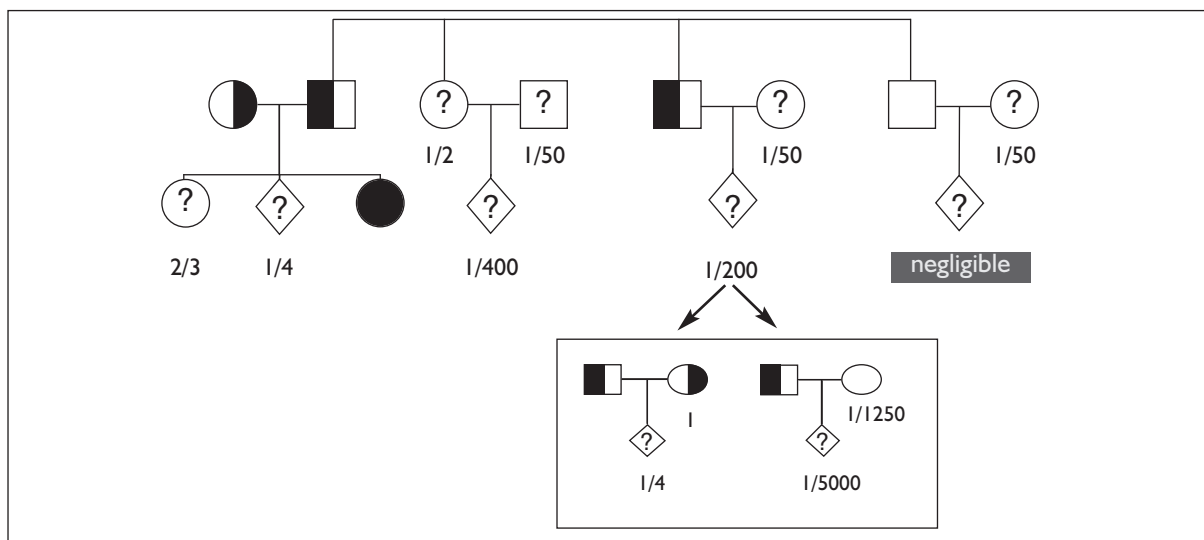 ? ? ?
1/2 1/50 1/50 1/50
? ? ? ? ?
2/3 1/4 1/400 1/200 negligible
1 1/1250
? ?
1/4 1/5000